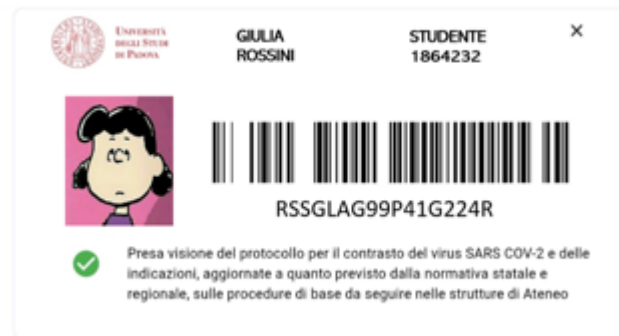 UNIVERSITÀ
DEGLI STUDI
DI PADOVA
GIULIA
ROSSINI
STUDENTE
1864232
RSSGLAG99P41G224R
Presa visione del protocollo per il contrasto del virus SARS COV-2 e delle
indicazioni, aggiornate a quanto previsto dalla normativa statale e
regionale, sulle procedure di base da seguire nelle strutture di Ateneo